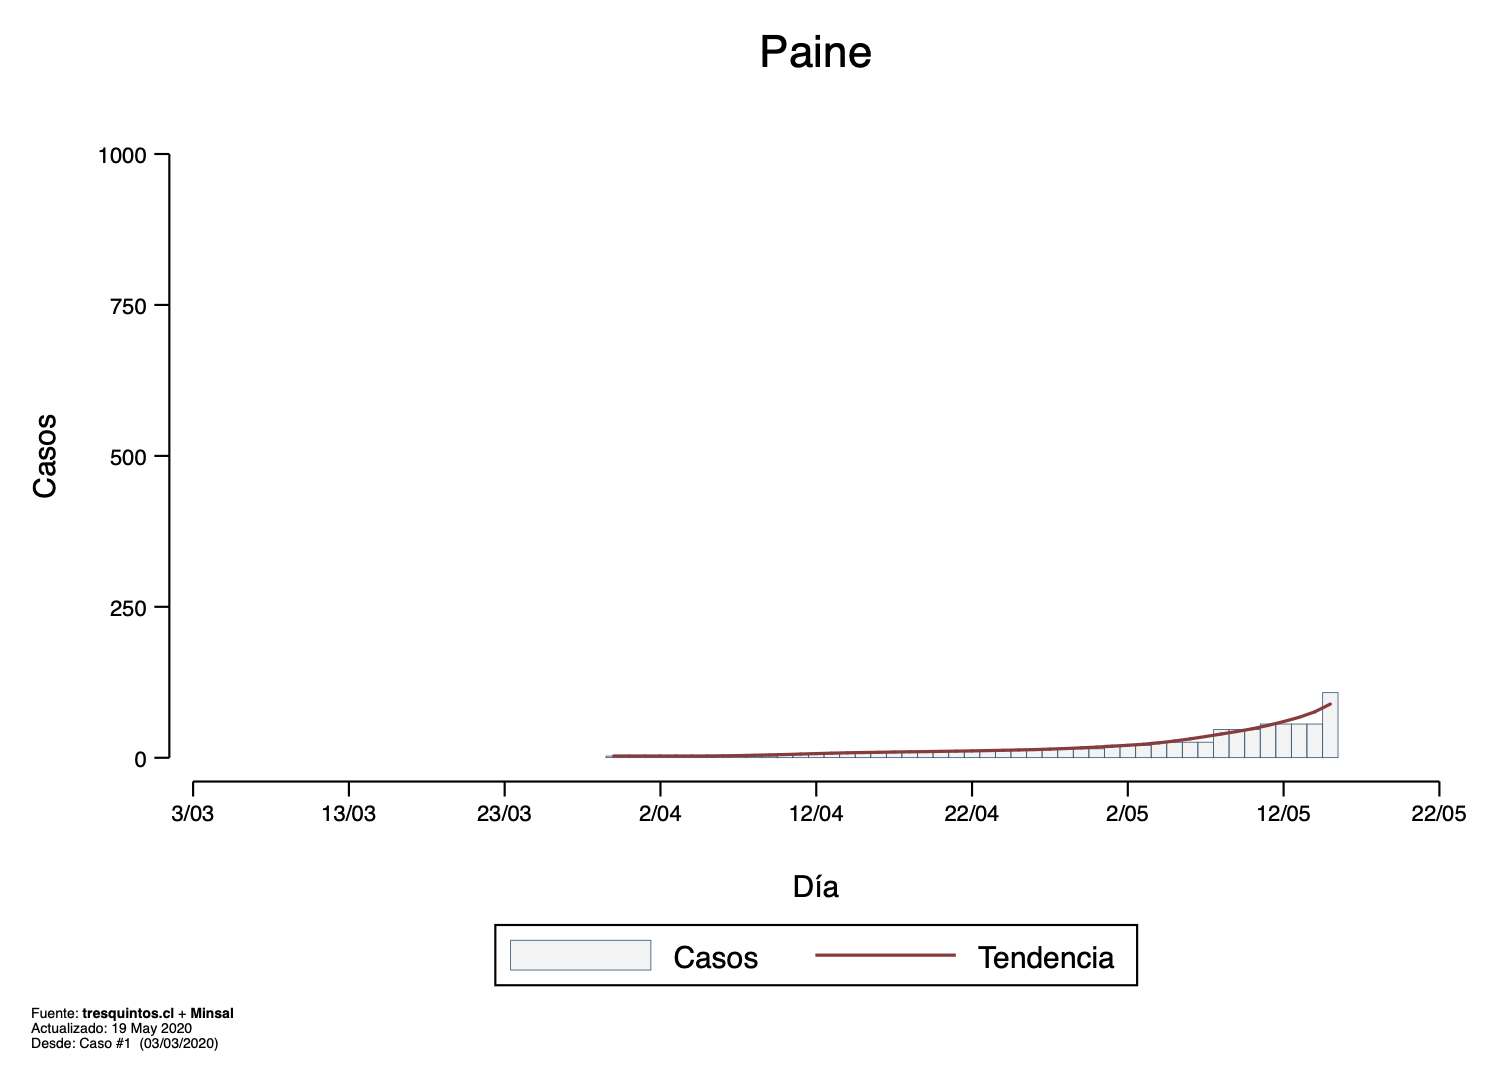 Paine
1000
750
500
250
0
Casos
3/03 13/03 23/03 2/04 12/04 22/04 2/05 12/05 22/05
Día
Casos Tendencia
Fuente: tresquintos.cl + Minsal
Actualizado: 19 May 2020
Desde: Caso #1 (03/03/2020)